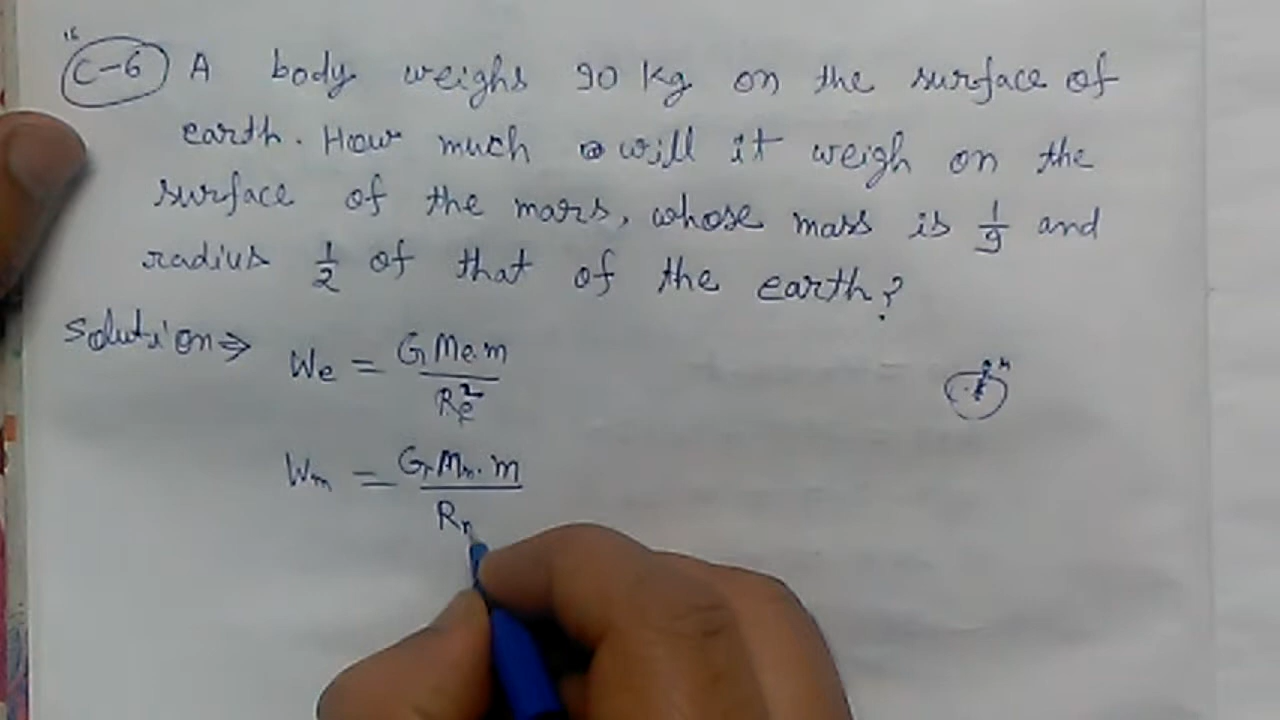 C-6 A body weighs 90 Kg on the surface of
earth. How much will it weigh on the
surface of the mars, whose mass is 1/9 and
radius 1/2 of that of the earth?
Solution ⇒ We = G Me.m / Re²
Wm = G Mm.m / R